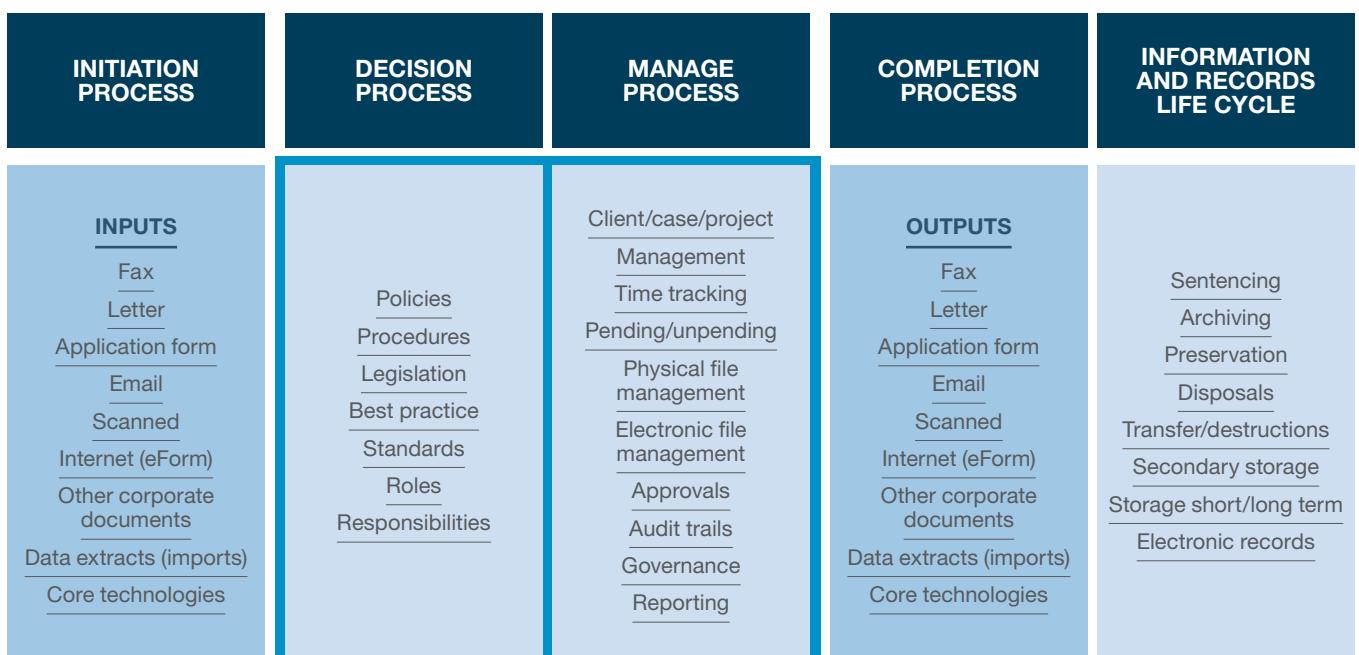 INITIATION
PROCESS
DECISION
PROCESS
MANAGE
PROCESS
COMPLETION
PROCESS
INFORMATION
AND RECORDS
LIFE CYCLE
INPUTS
Fax
Letter
Application form
Email
Scanned
Internet (eForm)
Other corporate
documents
Data extracts (imports)
Core technologies
Policies
Procedures
Legislation
Best practice
Standards
Roles
Responsibilities
Client/case/project
Management
Time tracking
Pending/unpending
Physical file
management
Electronic file
management
Approvals
Audit trails
Governance
Reporting
OUTPUTS
Fax
Letter
Application form
Email
Scanned
Internet (eForm)
Other corporate
documents
Data extracts (imports)
Core technologies
Sentencing
Archiving
Preservation
Disposals
Transfer/destructions
Secondary storage
Storage short/long term
Electronic records